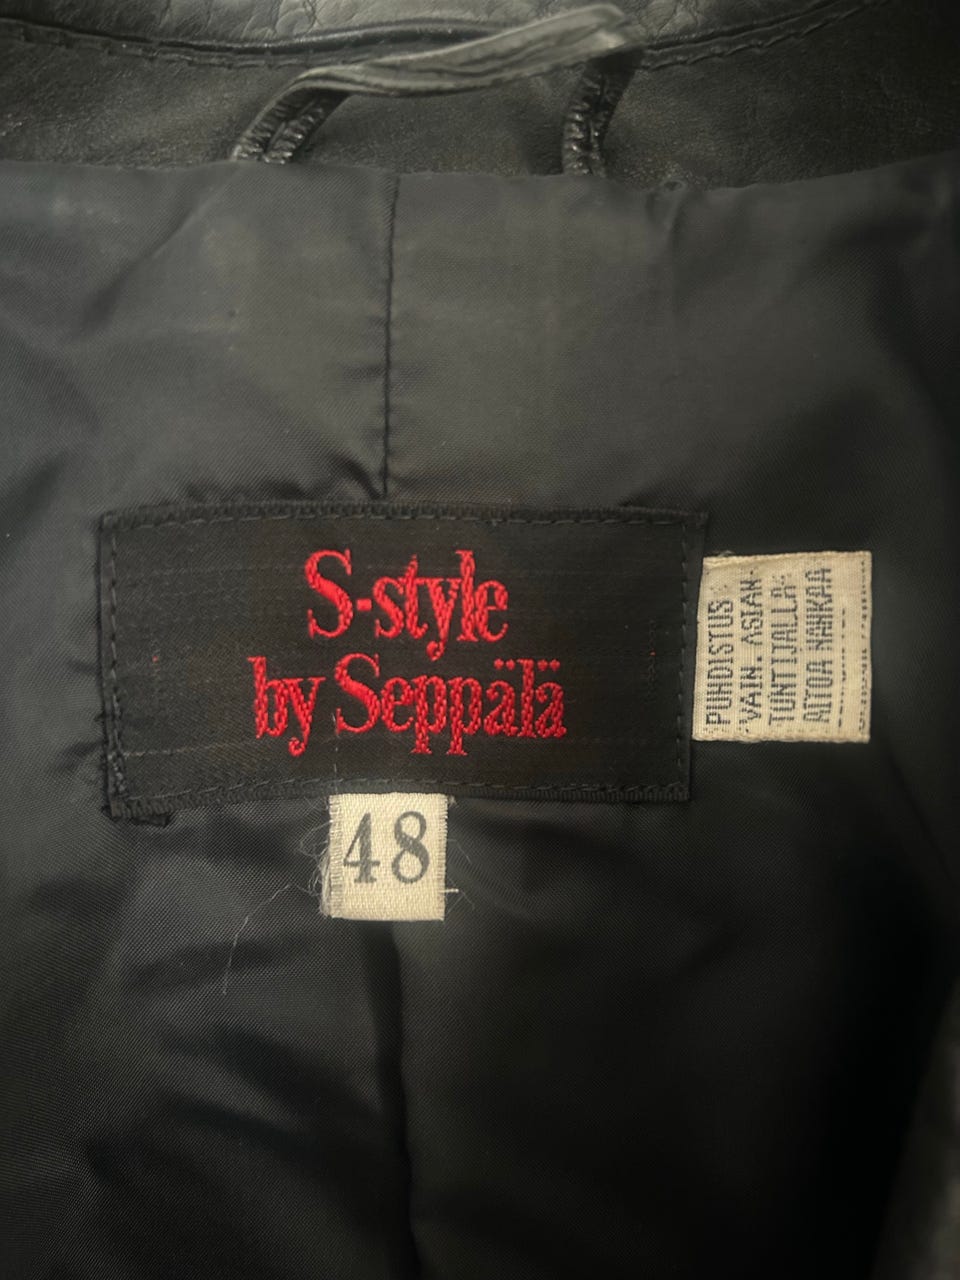 S-style
by Seppälä
48
PUHDISTUS
VAIN. ASIAN-
TUNTIJALLA
AITOA NAHKAA